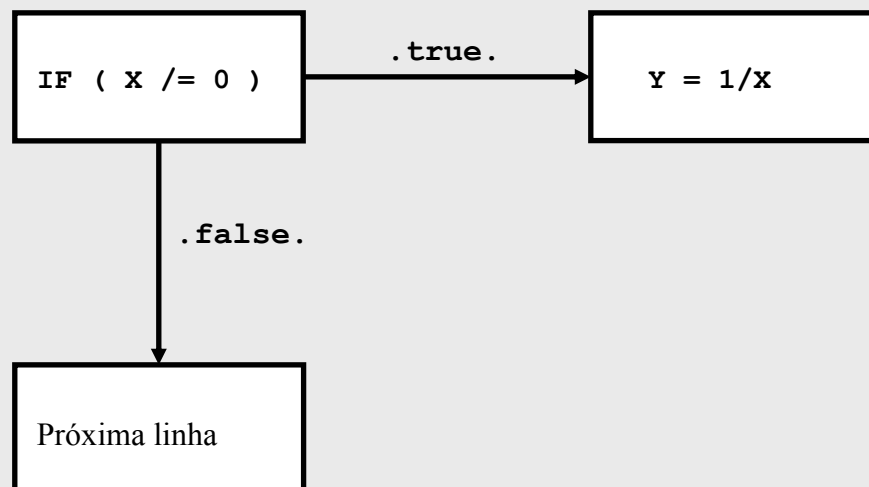 IF ( X /= 0 )
.true.
Y = 1/X
.false.
Próxima linha